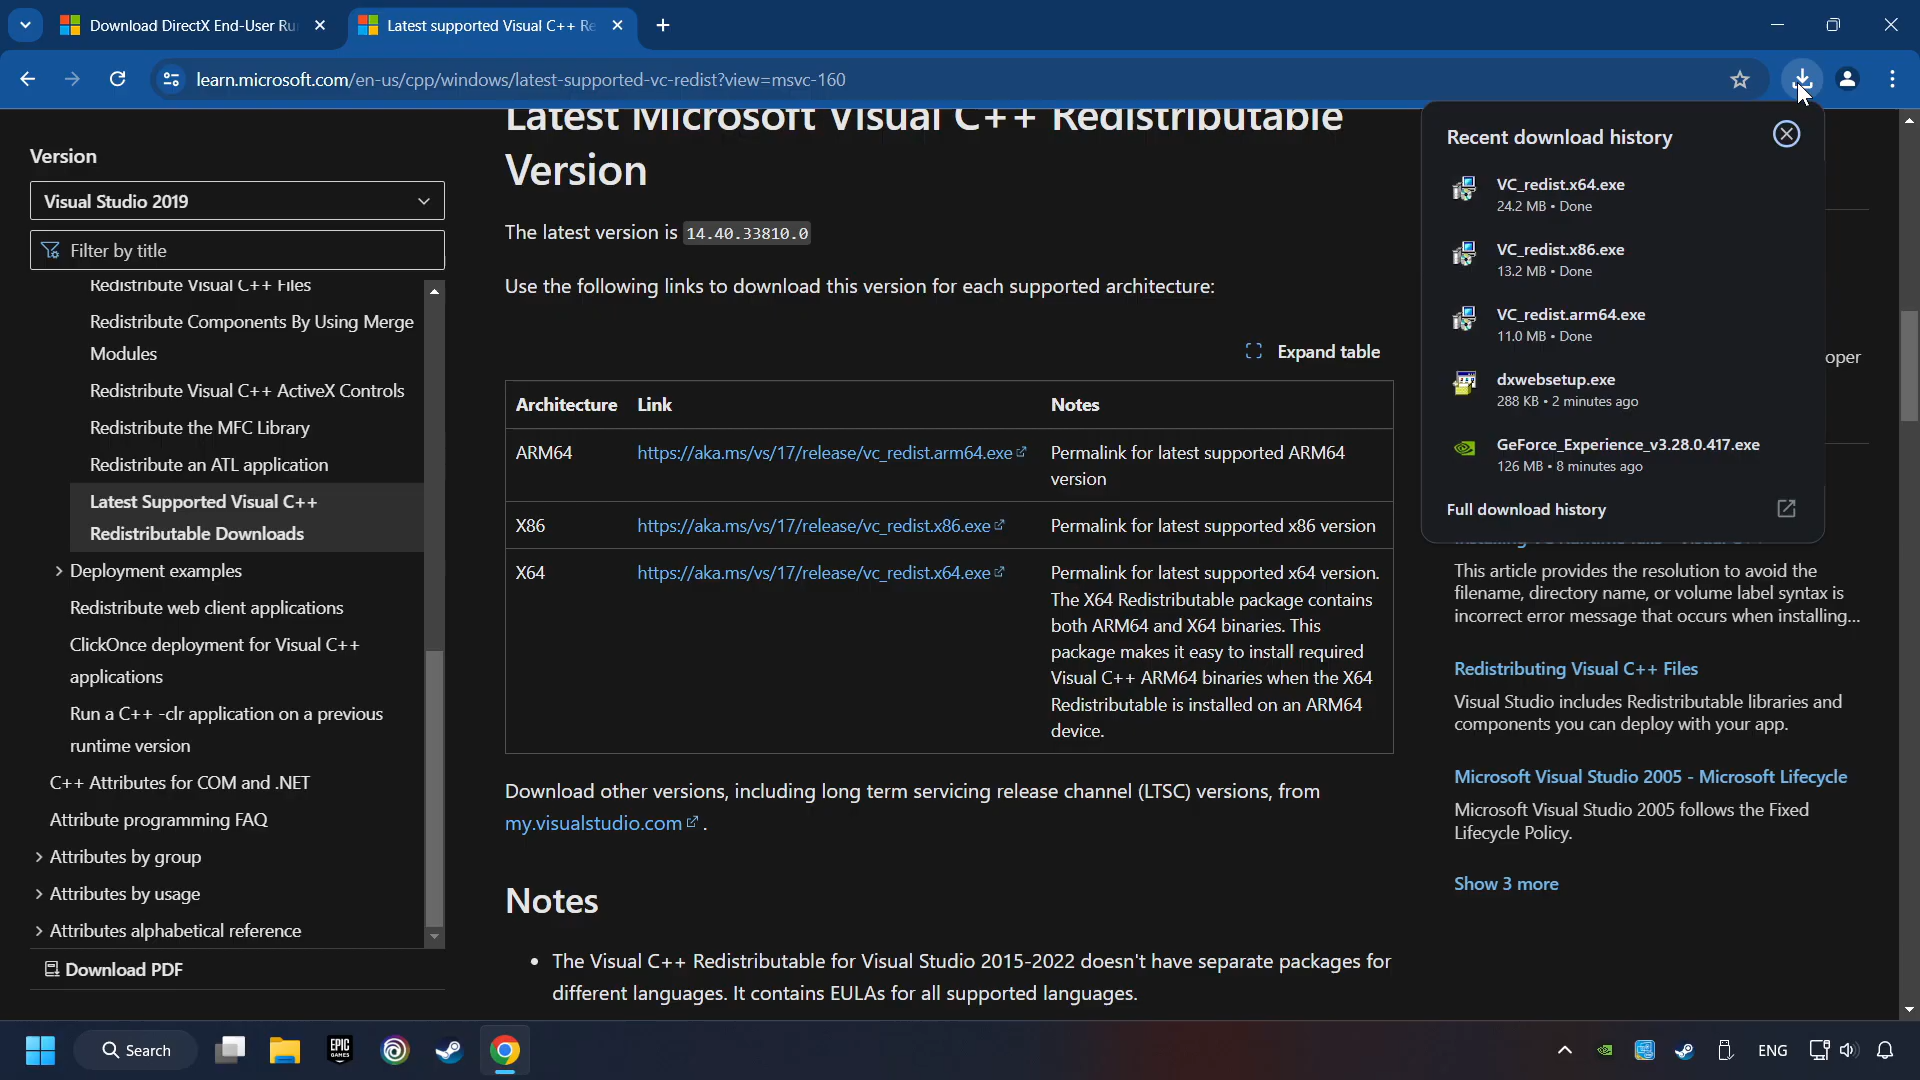 Download DirectX End-User Ru
Latest supported Visual C++ Re
learn.microsoft.com/en-us/cpp/windows/latest-supported-vc-redist?view=msvc-160
Version
Visual Studio 2019
Filter by title
Redistribute Visual C++ Files
Redistribute Components By Using Merge
Modules
Redistribute Visual C++ ActiveX Controls
Redistribute the MFC Library
Redistribute an ATL application
Latest Supported Visual C++
Redistributable Downloads
Deployment examples
Redistribute web client applications
ClickOnce deployment for Visual C++
applications
Run a C++ -clr application on a previous
runtime version
C++ Attributes for COM and .NET
Attribute programming FAQ
Attributes by group
Attributes by usage
Attributes alphabetical reference
Download PDF
Latest Microsoft Visual C++ Redistributable
Version
The latest version is 14.40.33810.0
Use the following links to download this version for each supported architecture:
Expand table
Architecture Link Notes
ARM64 https://aka.ms/vs/17/release/vc_redist.arm64.exe Permalink for latest supported ARM64
version
X86 https://aka.ms/vs/17/release/vc_redist.x86.exe Permalink for latest supported x86 version
X64 https://aka.ms/vs/17/release/vc_redist.x64.exe Permalink for latest supported x64 version.
The X64 Redistributable package contains
both ARM64 and X64 binaries. This
package makes it easy to install required
Visual C++ ARM64 binaries when the X64
Redistributable is installed on an ARM64
device.
Download other versions, including long term servicing release channel (LTSC) versions, from
my.visualstudio.com .
Notes
• The Visual C++ Redistributable for Visual Studio 2015-2022 doesn't have separate packages for
different languages. It contains EULAs for all supported languages.
Recent download history
VC_redist.x64.exe
24.2 MB • Done
VC_redist.x86.exe
13.2 MB • Done
VC_redist.arm64.exe
11.0 MB • Done
dxwebsetup.exe
288 KB • 2 minutes ago
GeForce_Experience_v3.28.0.417.exe
126 MB • 8 minutes ago
Full download history
oper
This article provides the resolution to avoid the
filename, directory name, or volume label syntax is
incorrect error message that occurs when installing...
Redistributing Visual C++ Files
Visual Studio includes Redistributable libraries and
components you can deploy with your app.
Microsoft Visual Studio 2005 - Microsoft Lifecycle
Microsoft Visual Studio 2005 follows the Fixed
Lifecycle Policy.
Show 3 more
Search
EPIC
GAMES
ENG